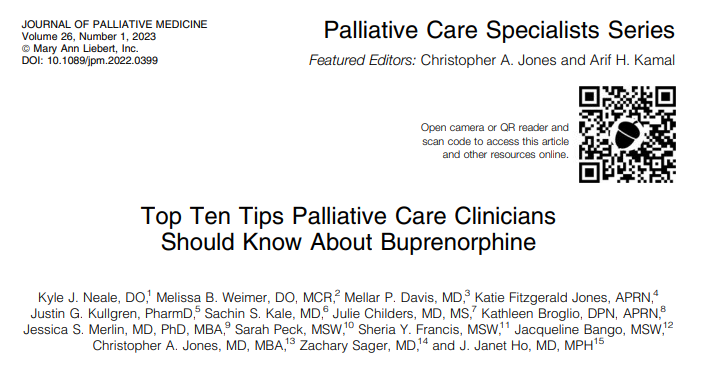 JOURNAL OF PALLIATIVE MEDICINE
Volume 26, Number 1, 2023
© Mary Ann Liebert, Inc.
DOI: 10.1089/jpm.2022.0399
Palliative Care Specialists Series
Featured Editors: Christopher A. Jones and Arif H. Kamal
Open camera or QR reader and
scan code to access this article
and other resources online.
Top Ten Tips Palliative Care Clinicians
Should Know About Buprenorphine
Kyle J. Neale, DO,1 Melissa B. Weimer, DO, MCR,2 Mellar P. Davis, MD,3 Katie Fitzgerald Jones, APRN,4
Justin G. Kullgren, PharmD,5 Sachin S. Kale, MD,6 Julie Childers, MD, MS,7 Kathleen Broglio, DPN, APRN,8
Jessica S. Merlin, MD, PhD, MBA,9 Sarah Peck, MSW,10 Sheria Y. Francis, MSW,11 Jacqueline Bango, MSW,12
Christopher A. Jones, MD, MBA,13 Zachary Sager, MD,14 and J. Janet Ho, MD, MPH15